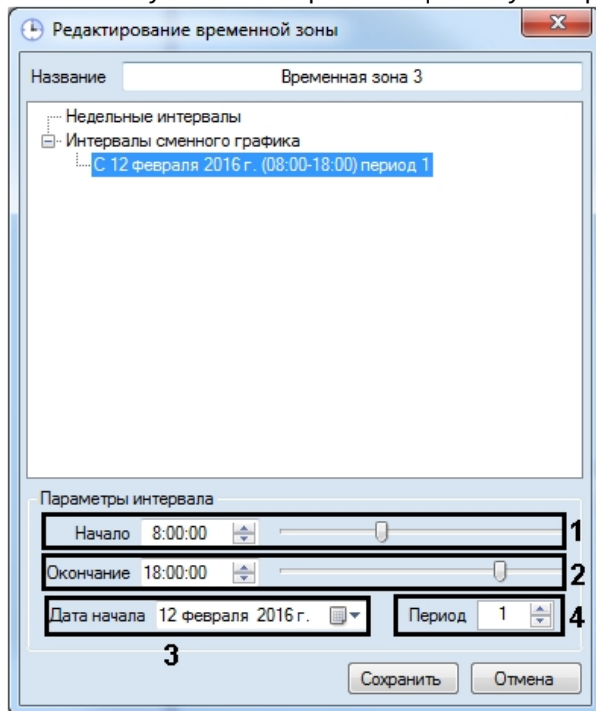 Редактирование временной зоны
Название Временная зона 3
Недельные интервалы
Интервалы сменного графика
С 12 февраля 2016 г. (08:00-18:00) период 1
Параметры интервала
Начало 8:00:00 1
Окончание 18:00:00 2
Дата начала 12 февраля 2016 г. Период 1 4
3
Сохранить Отмена